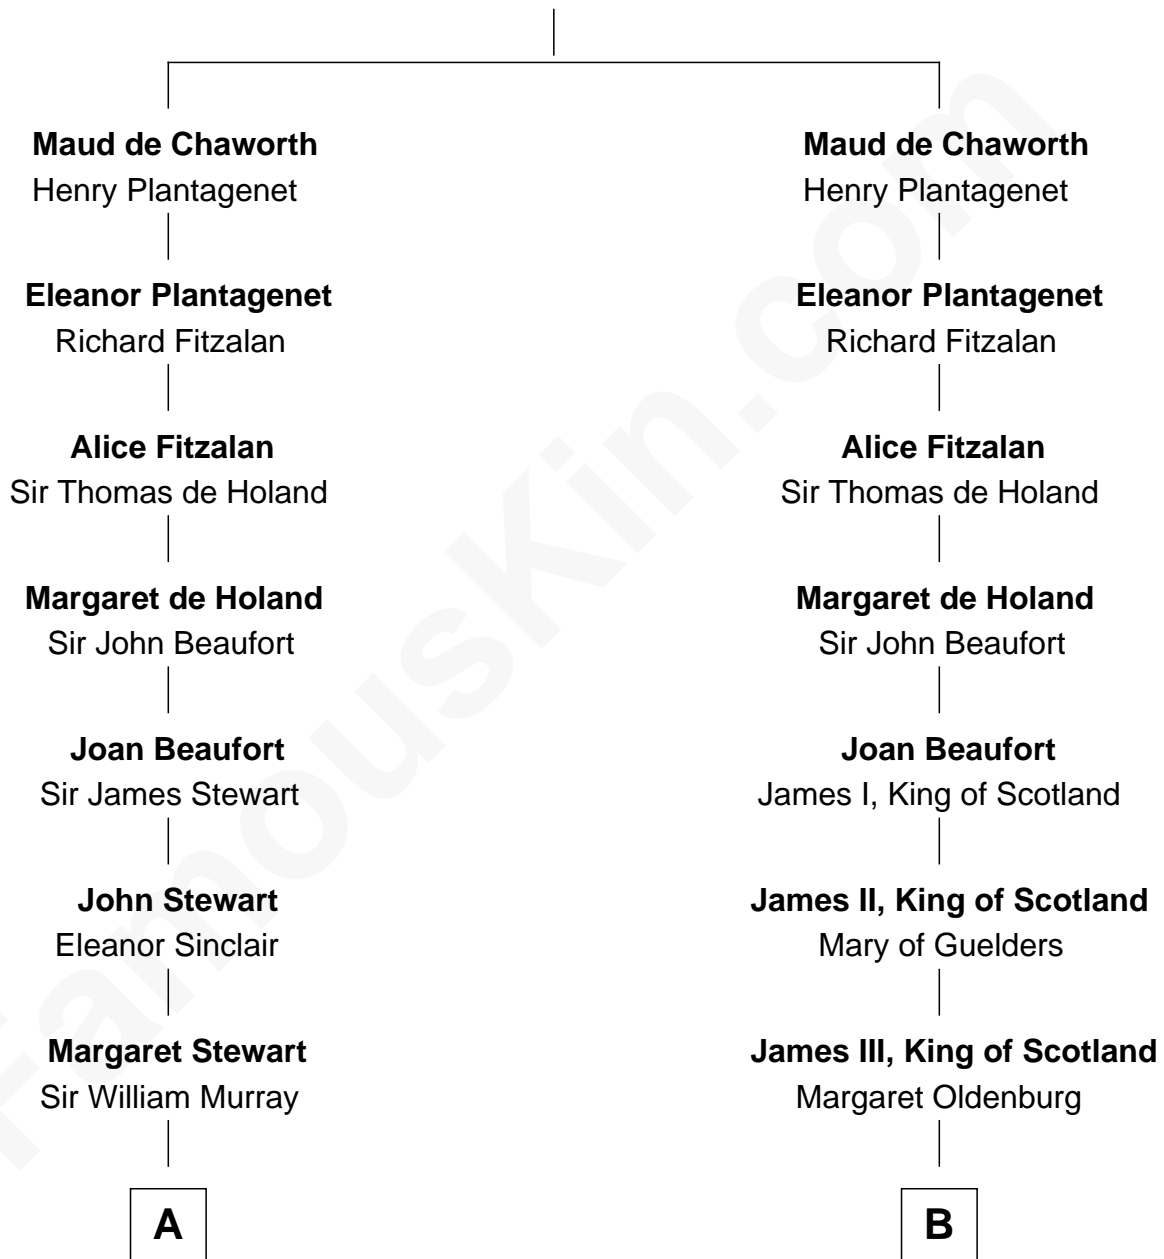 Maud de Chaworth
Henry Plantagenet
Eleanor Plantagenet
Richard Fitzalan
Alice Fitzalan
Sir Thomas de Holand
Margaret de Holand
Sir John Beaufort
Joan Beaufort
Sir James Stewart
John Stewart
Eleanor Sinclair
Margaret Stewart
Sir William Murray
A
Maud de Chaworth
Henry Plantagenet
Eleanor Plantagenet
Richard Fitzalan
Alice Fitzalan
Sir Thomas de Holand
Margaret de Holand
Sir John Beaufort
Joan Beaufort
James I, King of Scotland
James II, King of Scotland
Mary of Guelders
James III, King of Scotland
Margaret Oldenburg
B
FamousKin.com